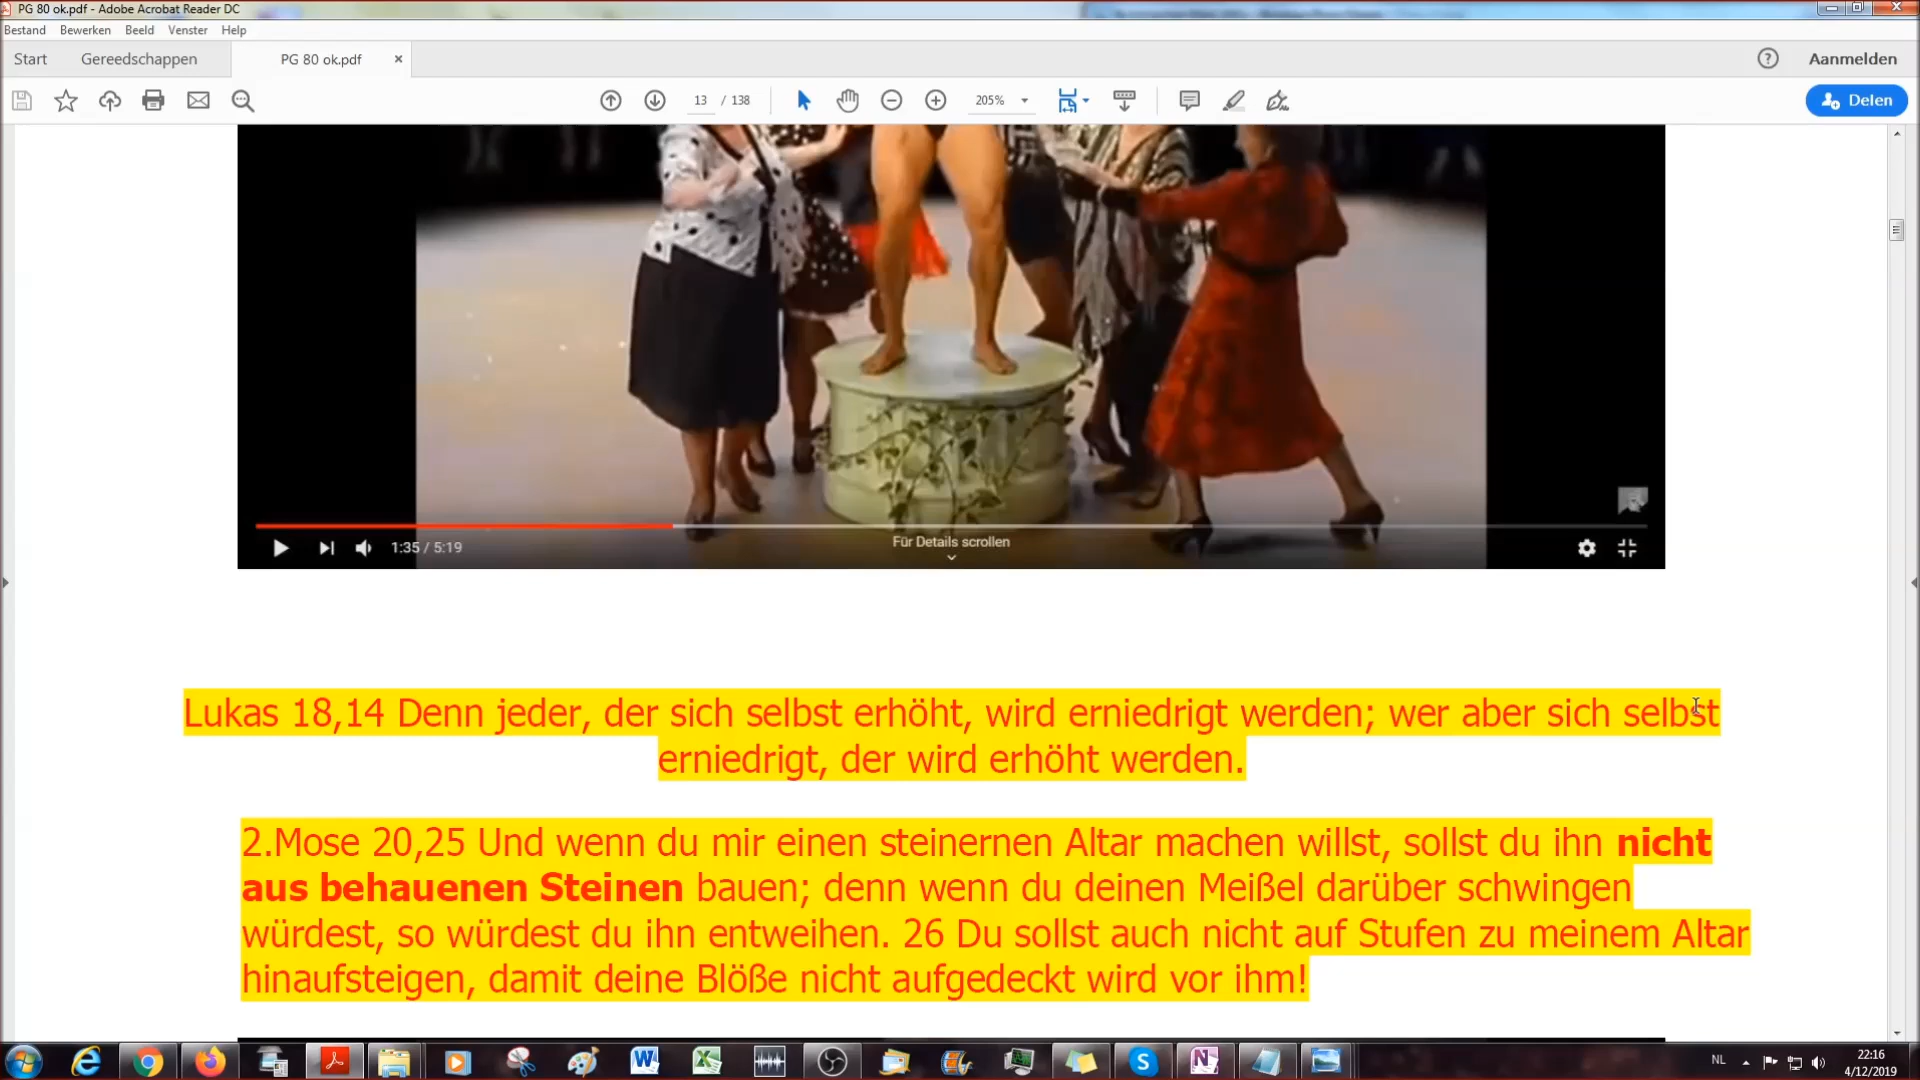 PG 80 ok.pdf - Adobe Acrobat Reader DC
Bestand Bewerken Beeld Venster Help
Start Gereedschappen PG 80 ok.pdf × ? Aanmelden
13 / 138 205% Delen
1:35 / 5:19
Für Details scrollen
Lukas 18,14 Denn jeder, der sich selbst erhöht, wird erniedrigt werden; wer aber sich selbst
erniedrigt, der wird erhöht werden.
2.Mose 20,25 Und wenn du mir einen steinernen Altar machen willst, sollst du ihn nicht
aus behauenen Steinen bauen; denn wenn du deinen Meißel darüber schwingen
würdest, so würdest du ihn entweihen. 26 Du sollst auch nicht auf Stufen zu meinem Altar
hinaufsteigen, damit deine Blöße nicht aufgedeckt wird vor ihm!
NL 22:16
4/12/2019